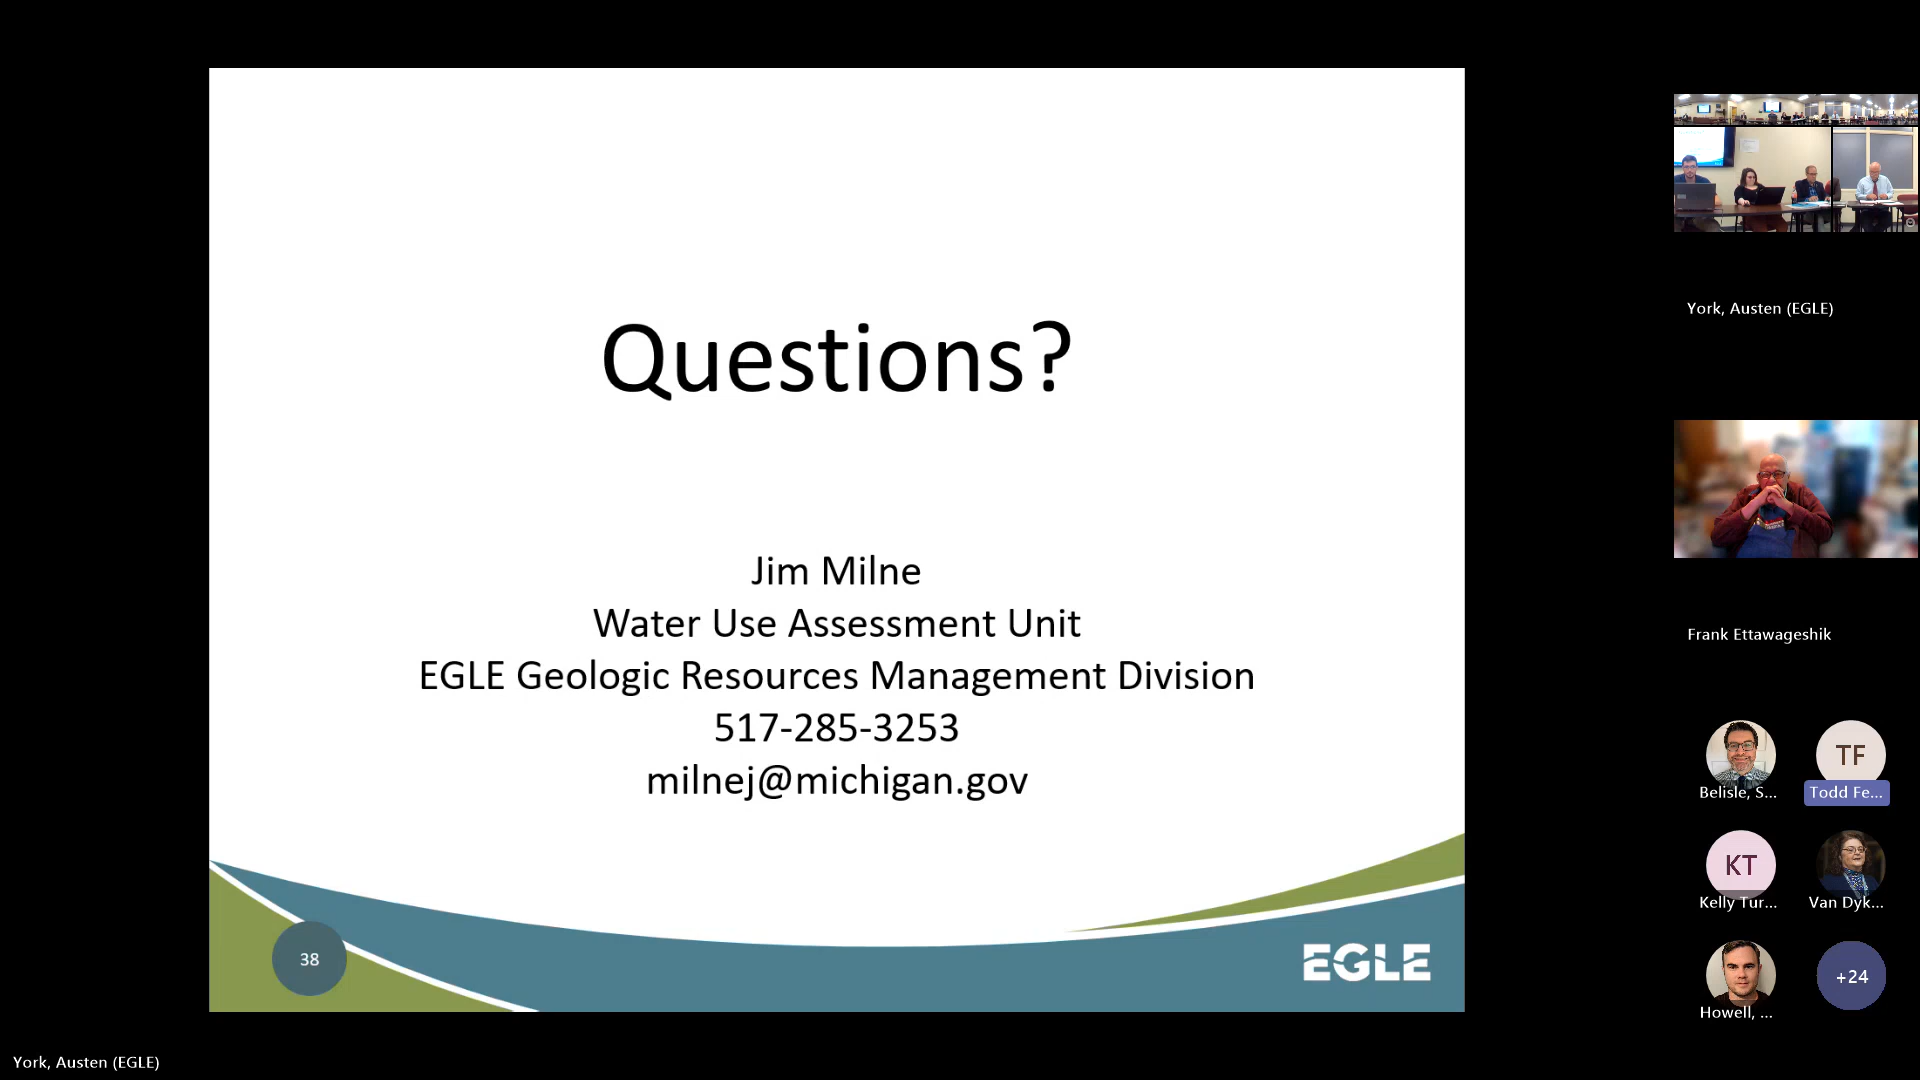 Questions?
Jim Milne
Water Use Assessment Unit
EGLE Geologic Resources Management Division
517-285-3253
milnej@michigan.gov
38
EGLE
York, Austen (EGLE)
York, Austen (EGLE)
Frank Ettawageshik
Belisle, S...
TF
Todd Fe...
KT
Kelly Tur...
Van Dyk...
Howell, ...
+24